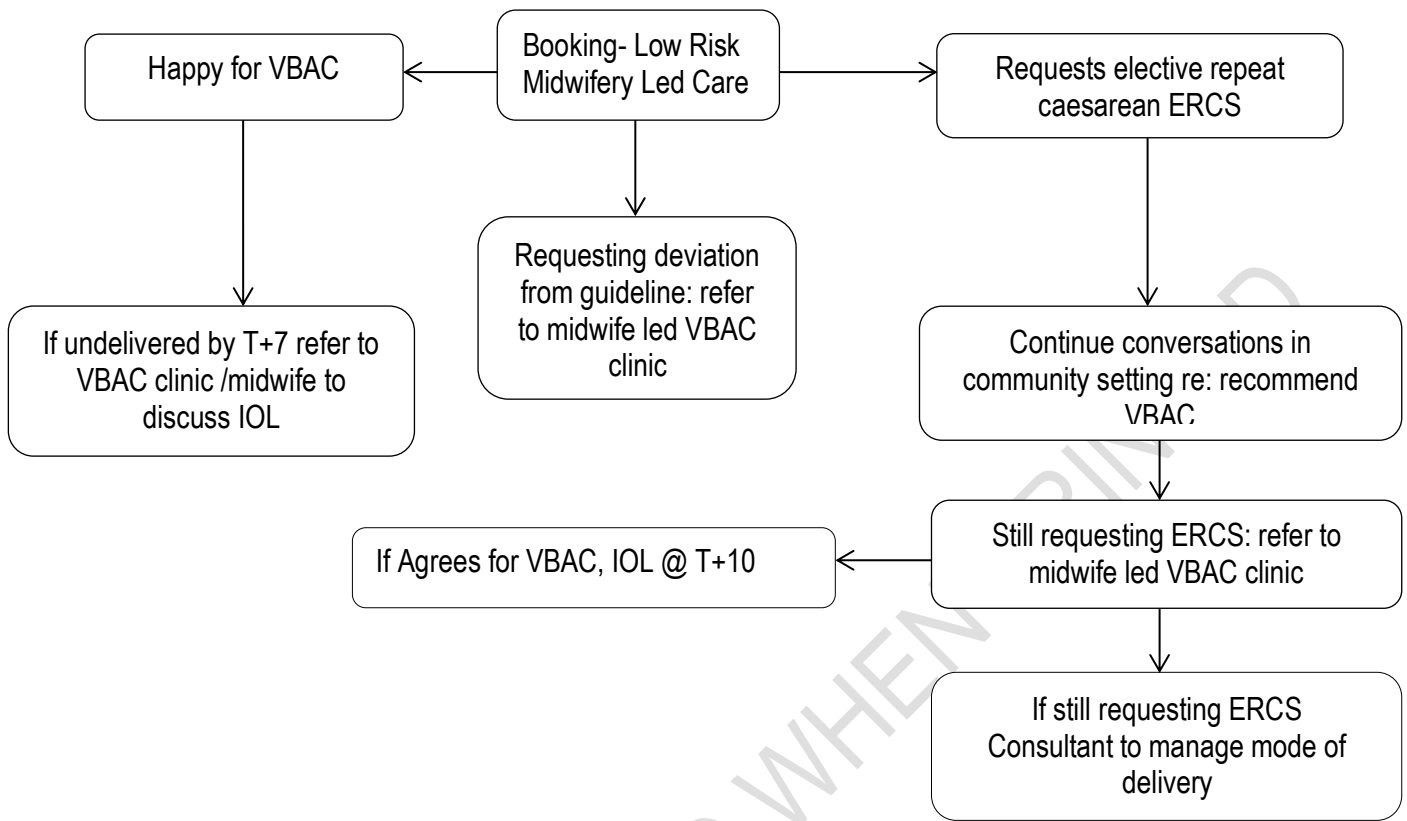 Happy for VBAC
Booking- Low Risk
Midwifery Led Care
Requests elective repeat
caesarean ERCS
Requesting deviation
from guideline: refer
to midwife led VBAC
clinic
If undelivered by T+7 refer to
VBAC clinic /midwife to
discuss IOL
Continue conversations in
community setting re: recommend
VBAC
If Agrees for VBAC, IOL @ T+10
Still requesting ERCS: refer to
midwife led VBAC clinic
If still requesting ERCS
Consultant to manage mode of
delivery
WHEN